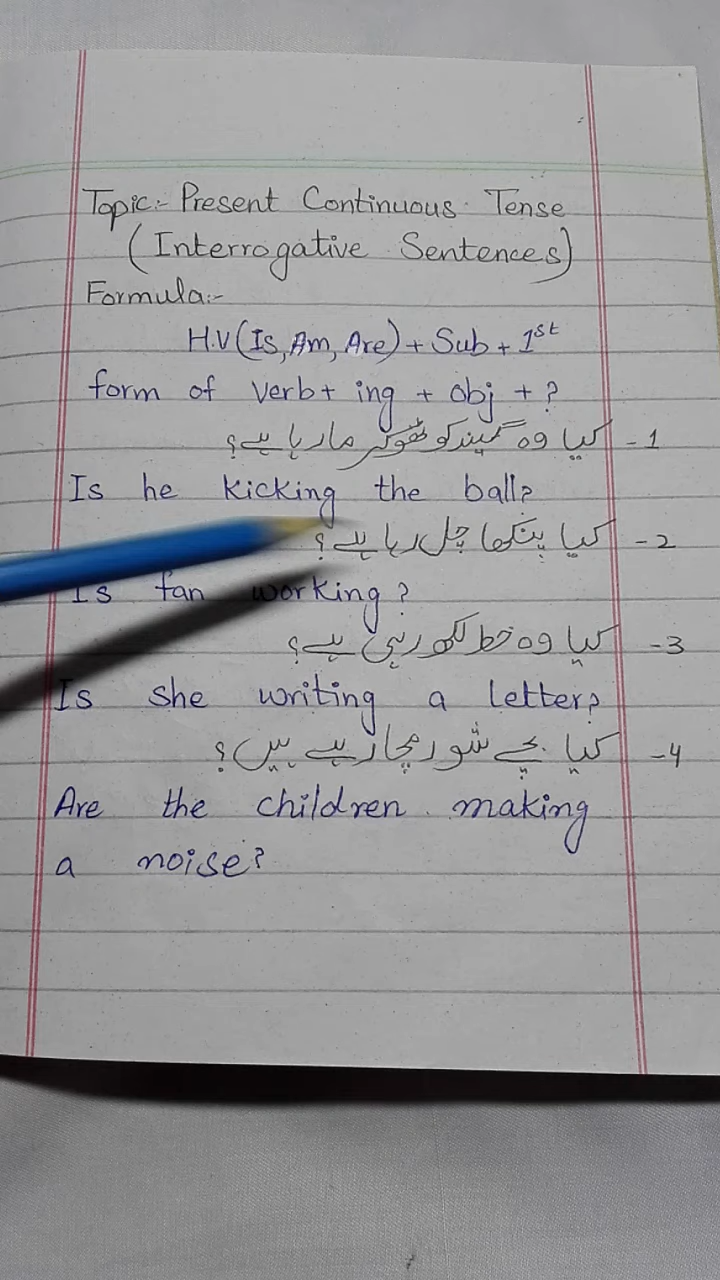 Topic:- Present Continuous Tense
(Interrogative Sentences)
Formula:-
H.V(Is, Am, Are) + Sub + 1st
form of verb + ing + obj + ?
1- کیا وہ گیند کو ٹھوکر مار رہا ہے؟
Is he kicking the ball?
2- کیا پنکھا چل رہا ہے؟
Is fan working?
3- کیا وہ خط لکھ رہی ہے؟
Is she writing a letter?
4- کیا بچے شور مچا رہے ہیں؟
Are the children making
a noise?